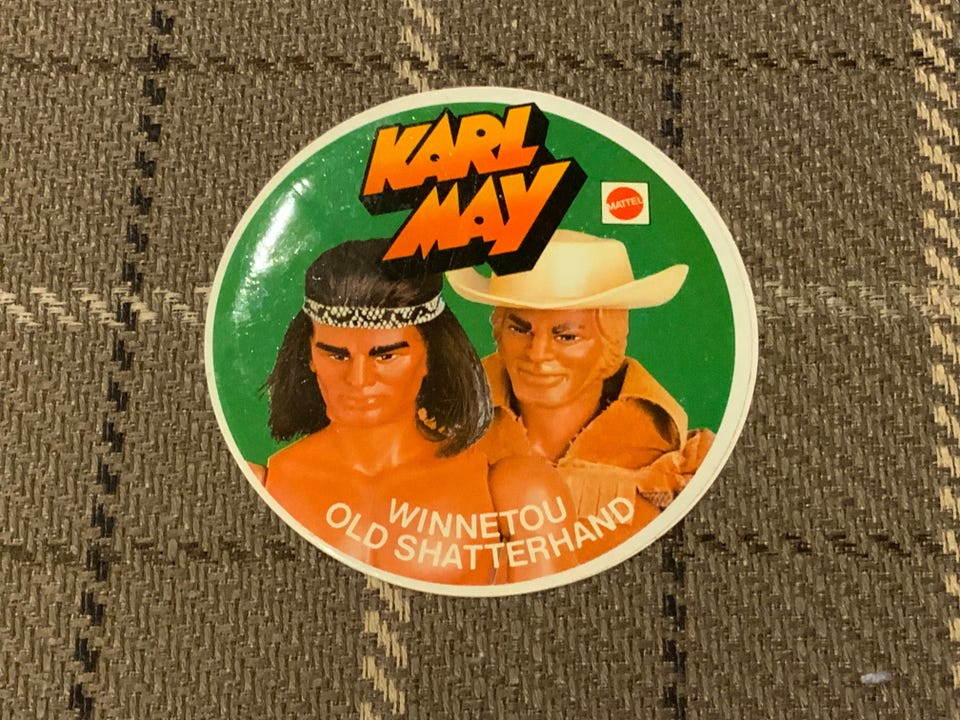 KARL
MAY
MATTEL
WINNETOU
OLD SHATTERHAND